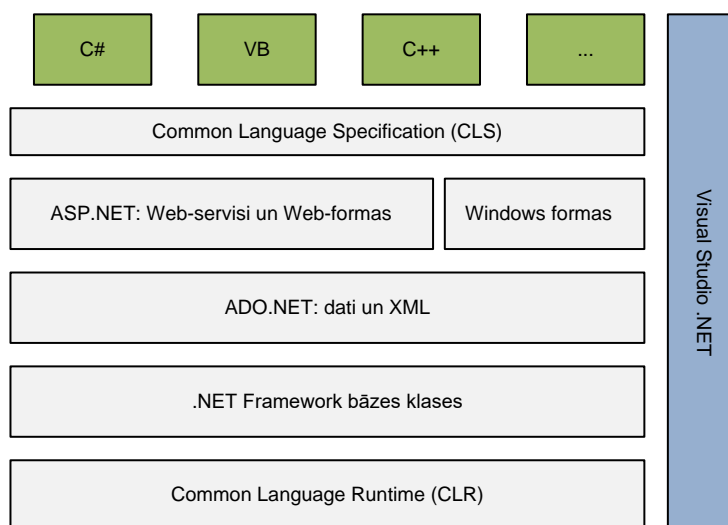 C#
VB
C++
...
Common Language Specification (CLS)
ASP.NET: Web-servisi un Web-formas
Windows formas
ADO.NET: dati un XML
.NET Framework bāzes klases
Common Language Runtime (CLR)
Visual Studio .NET